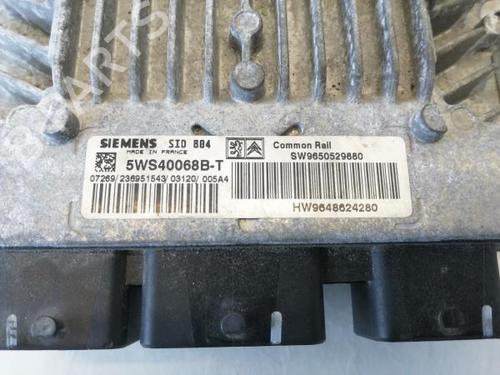 SIEMENS SID 804
MADE IN FRANCE
5WS40068B-T
07269/236951543/03120/ 005A4
Common Rail
SW9650529880
HW9648624280